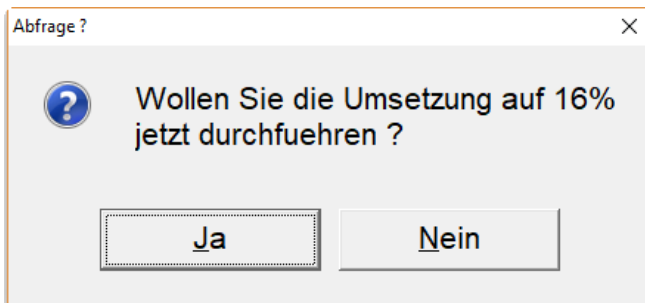 Abfrage ?
Wollen Sie die Umsetzung auf 16%
jetzt durchfuehren ?
Ja
Nein